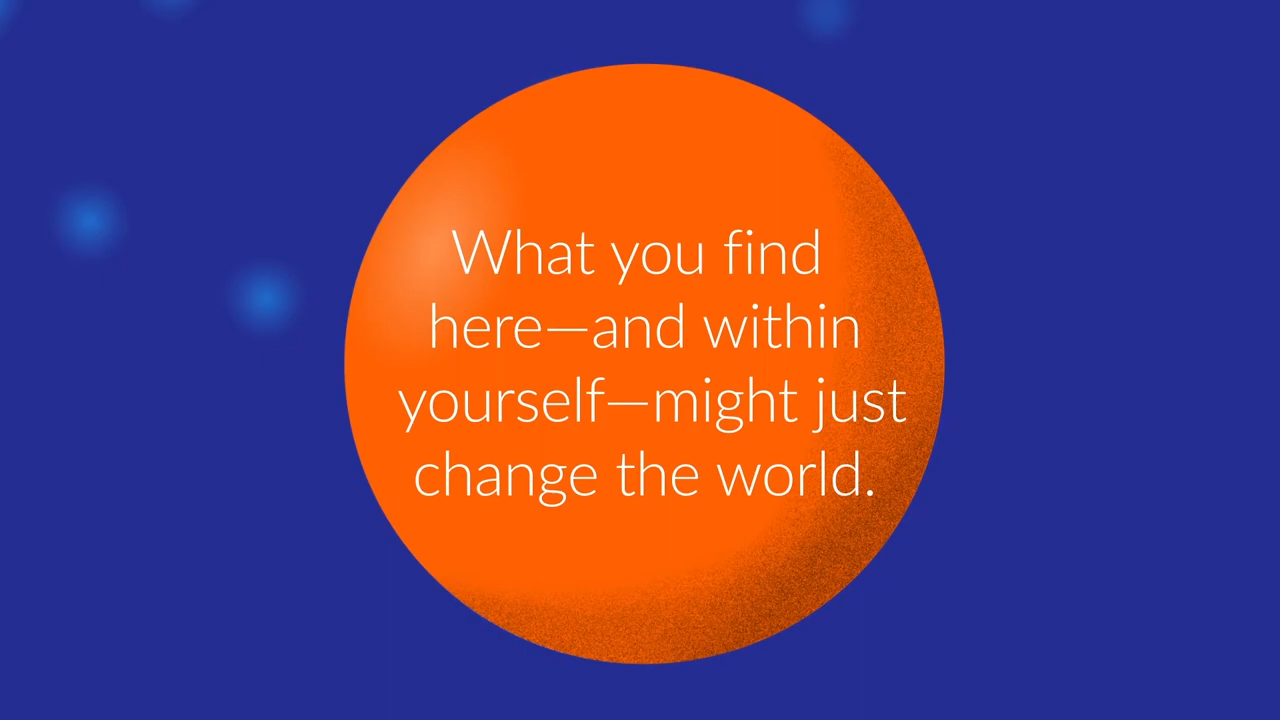 What you find
here—and within
yourself—might just
change the world.